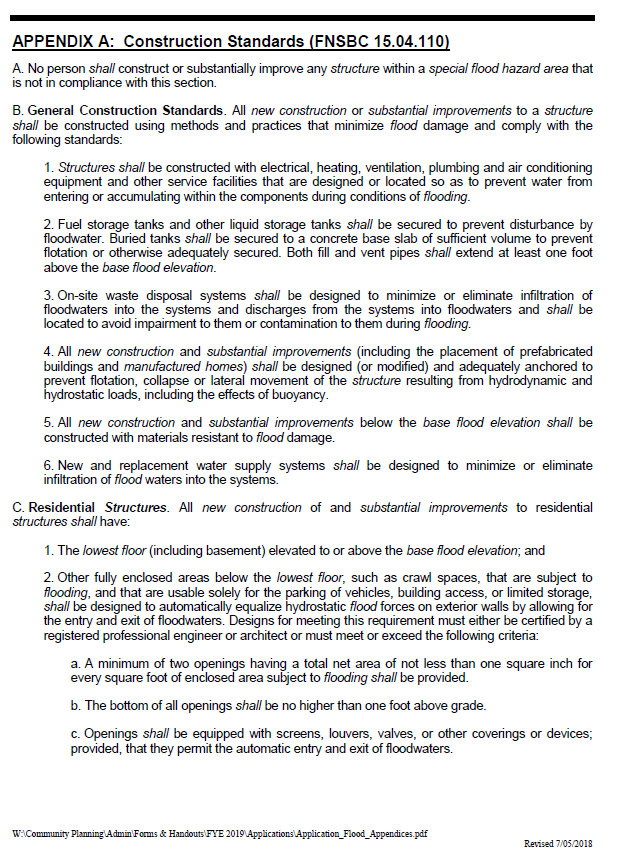 APPENDIX A: Construction Standards (FNSBC 15.04.110)
A. No person shall construct or substantially improve any structure within a special flood hazard area that
is not in compliance with this section.
B. General Construction Standards. All new construction or substantial improvements to a structure
shall be constructed using methods and practices that minimize flood damage and comply with the
following standards:
1. Structures shall be constructed with electrical, heating, ventilation, plumbing and air conditioning
equipment and other service facilities that are designed or located so as to prevent water from
entering or accumulating within the components during conditions of flooding.
2. Fuel storage tanks and other liquid storage tanks shall be secured to prevent disturbance by
floodwater. Buried tanks shall be secured to a concrete base slab of sufficient volume to prevent
flotation or otherwise adequately secured. Both fill and vent pipes shall extend at least one foot
above the base flood elevation.
3. On-site waste disposal systems shall be designed to minimize or eliminate infiltration of
floodwaters into the systems and discharges from the systems into floodwaters and shall be
located to avoid impairment to them or contamination to them during flooding.
4. All new construction and substantial improvements (including the placement of prefabricated
buildings and manufactured homes) shall be designed (or modified) and adequately anchored to
prevent flotation, collapse or lateral movement of the structure resulting from hydrodynamic and
hydrostatic loads, including the effects of buoyancy.
5. All new construction and substantial improvements below the base flood elevation shall be
constructed with materials resistant to flood damage.
6. New and replacement water supply systems shall be designed to minimize or eliminate
infiltration of flood waters into the systems.
C. Residential Structures. All new construction of and substantial improvements to residential
structures shall have:
1. The lowest floor (including basement) elevated to or above the base flood elevation; and
2. Other fully enclosed areas below the lowest floor, such as crawl spaces, that are subject to
flooding, and that are usable solely for the parking of vehicles, building access, or limited storage,
shall be designed to automatically equalize hydrostatic flood forces on exterior walls by allowing for
the entry and exit of floodwaters. Designs for meeting this requirement must either be certified by a
registered professional engineer or architect or must meet or exceed the following criteria:
a. A minimum of two openings having a total net area of not less than one square inch for
every square foot of enclosed area subject to flooding shall be provided.
b. The bottom of all openings shall be no higher than one foot above grade.
c. Openings shall be equipped with screens, louvers, valves, or other coverings or devices;
provided, that they permit the automatic entry and exit of floodwaters.
W:\Community Planning\Admin\Forms & Handouts\FYE 2019\Applications\Application_Flood_Appendices.pdf
Revised 7/05/2018